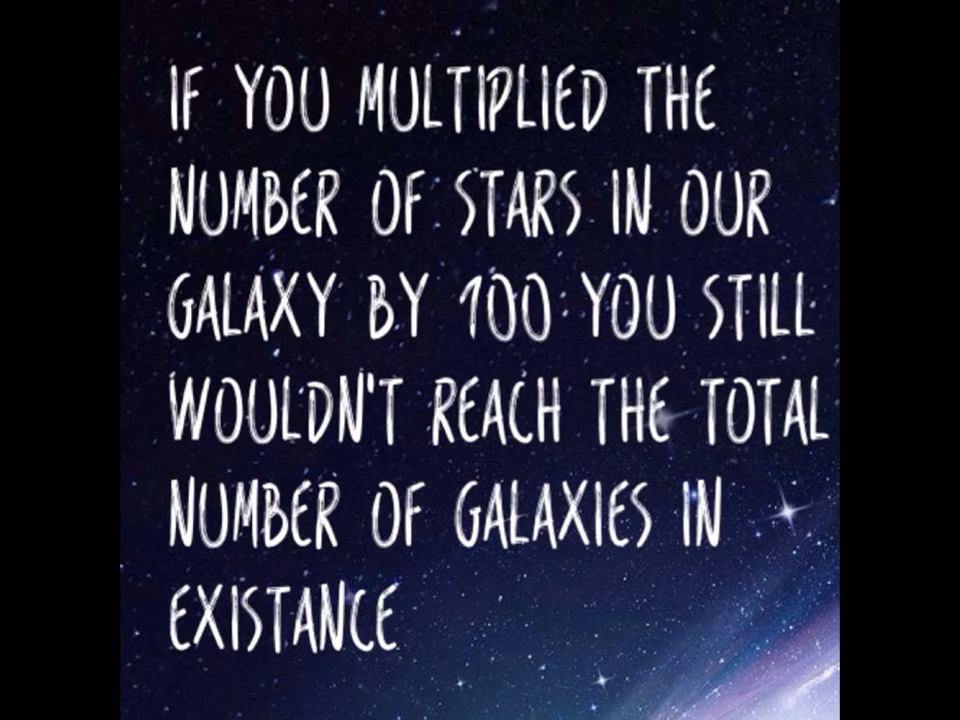 IF YOU MULTIPLIED THE
NUMBER OF STARS IN OUR
GALAXY BY 100 YOU STILL
WOULDN'T REACH THE TOTAL
NUMBER OF GALAXIES IN
EXISTANCE